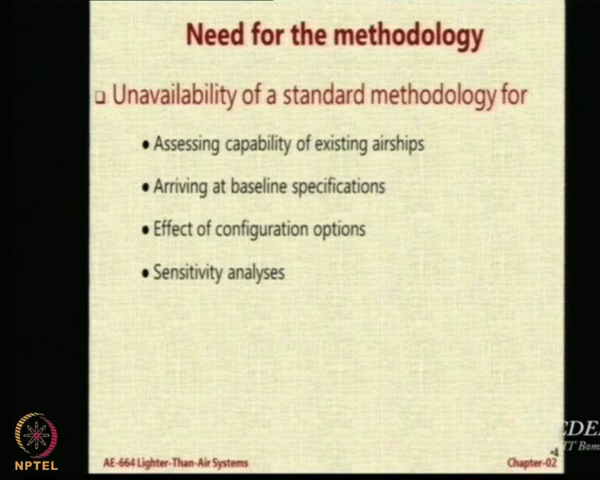 Need for the methodology
Unavailability of a standard methodology for
• Assessing capability of existing airships
• Arriving at baseline specifications
• Effect of configuration options
• Sensitivity analyses
NPTEL
AE-664 Lighter-Than-Air Systems
Chapter-02
4